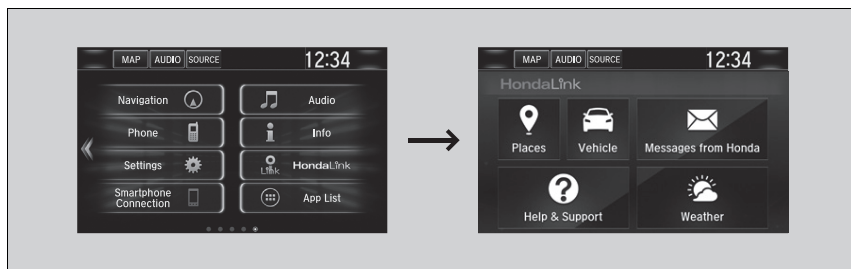 MAP AUDIO SOURCE 12:34
Navigation
Audio
Phone
Info
Settings
Link HondaLink
Smartphone
Connection
App List
MAP AUDIO SOURCE 12:34
HondaLink
Places
Vehicle
Messages from Honda
Help & Support
Weather